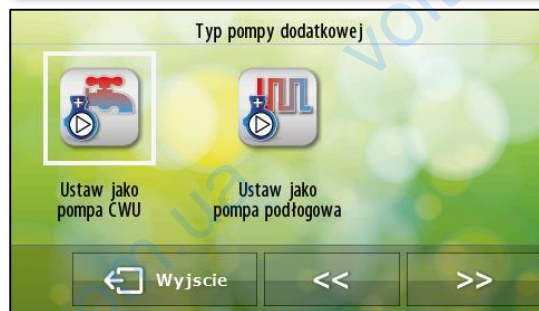 Typ pompy dodatkowej
Ustaw jako
pompa CWU
Ustaw jako
pompa podłogowa
Wyjscie
<<
>>